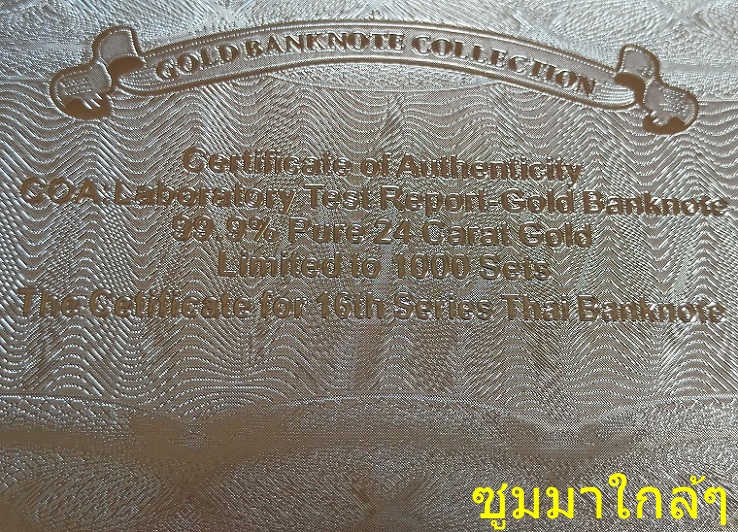 GOLD BANKNOTE COLLECTION
Certificate of Authenticity
COA:Laboratory Test Report-Gold Banknote
99.9% Pure 24 Carat Gold
Limited to 1000 Sets
The Cetificate for 16th Series Thai Banknote
ซูมมาใกล้ๆ